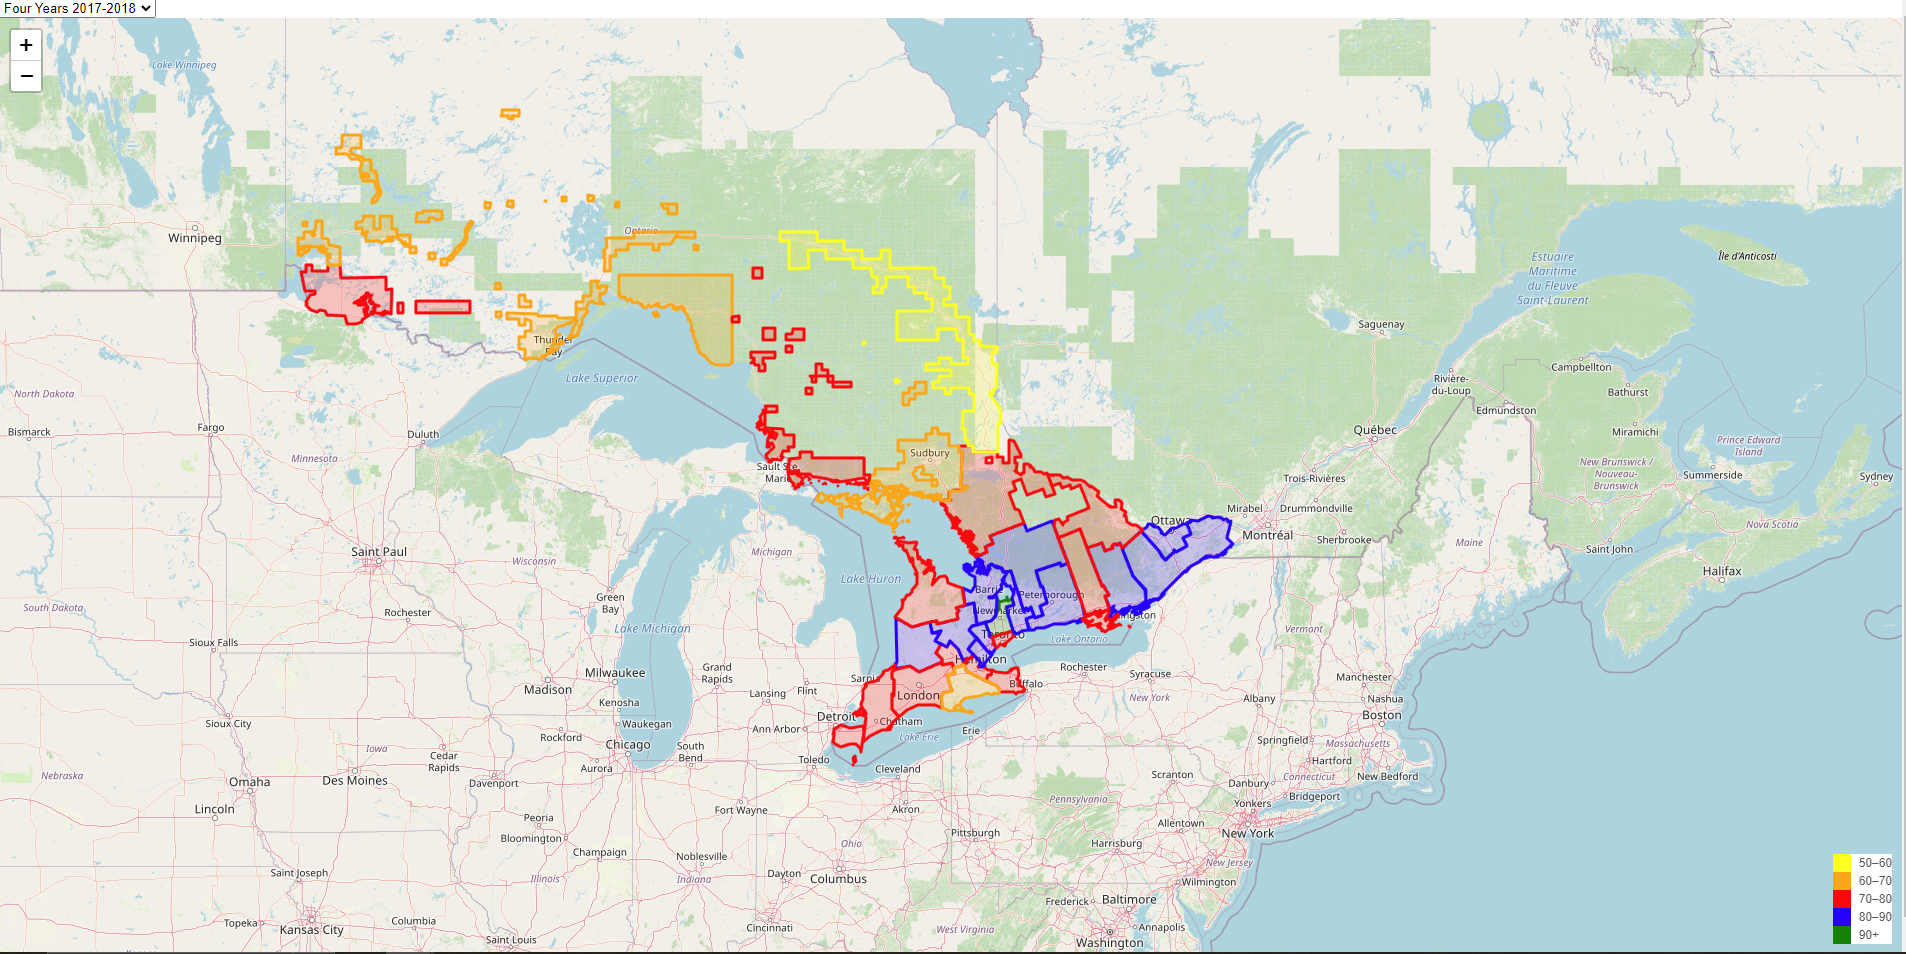 Four Years 2017-2018
+
−
Lake Winnipeg
Winnipeg
Ontario
Estuaire
Maritime
du Fleuve
Saint-Laurent
Île d'Anticosti
Thunder
Bay
Saguenay
Lake Superior
Campbellton
Rivière-
du-Loup
Bathurst
North Dakota
Edmundston
Bismarck
Fargo
Duluth
Québec
Miramichi
Prince Edward
Island
Minnesota
Sudbury
Sault Ste.
Marie
New Brunswick /
Nouveau-
Brunswick
Summerside
Sydney
Trois-Rivières
Mirabel
Drummondville
Ottawa
Montréal
Sherbrooke
Nova Scotia
Maine
Saint John
Saint Paul
Wisconsin
Michigan
Halifax
Lake Huron
Barrie
Peterborough
Newmarket
Kingston
South Dakota
Rochester
Green
Bay
Lake Michigan
Toronto
Lake Ontario
Vermont
Sioux Falls
Hamilton
Rochester
Syracuse
Milwaukee
Madison
Grand
Rapids
Lansing
Flint
Sarnia
London
Buffalo
New York
Albany
Manchester
Nashua
Boston
Kenosha
Waukegan
Sioux City
Rockford
Chicago
Ann Arbor
Detroit
Chatham
Lake Erie
Erie
Springfield
Massachusetts
Iowa
Cedar
Rapids
Aurora
South
Bend
Toledo
Cleveland
Scranton
Hartford
Connecticut
New Bedford
Nebraska
Omaha
Des Moines
Davenport
Danbury
Bridgeport
Yonkers
Lincoln
Peoria
Fort Wayne
Akron
Pennsylvania
Allentown
New York
Bloomington
Pittsburgh
Harrisburg
Champaign
Noblesville
Ohio
New Jersey
Saint Joseph
Illinois
Indiana
Dayton
Columbus
Wilmington
Topeka
Kansas City
Columbia
Saint Louis
Cincinnati
West Virginia
Frederick
Baltimore
Annapolis
Washington
50–60
60–70
70–80
80–90
90+